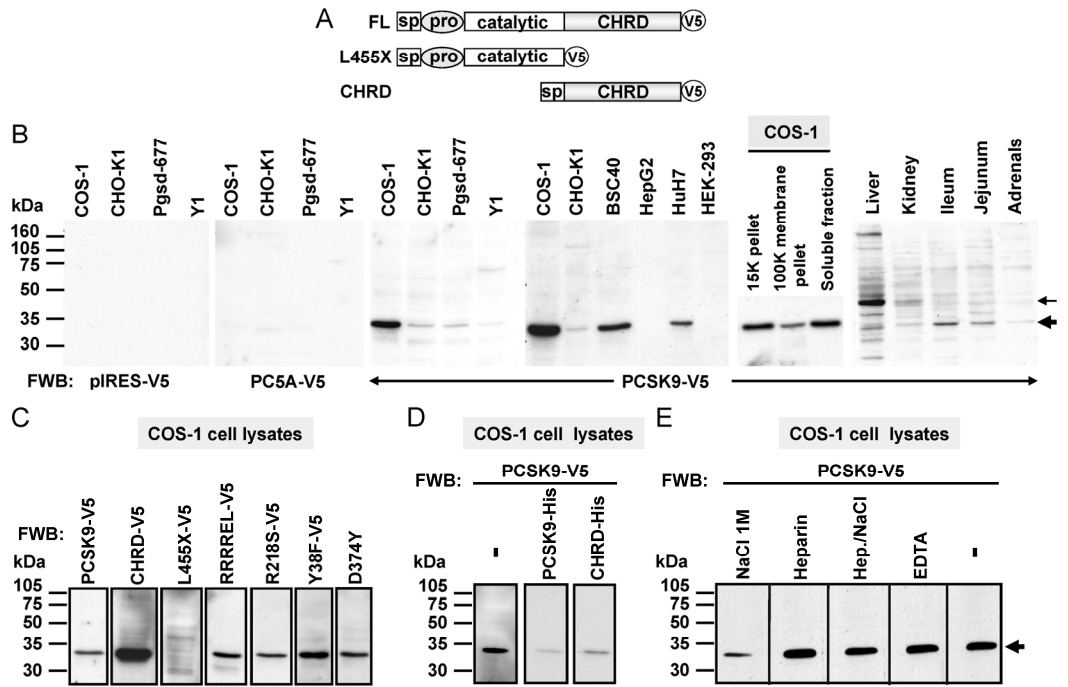 A
FL sp pro catalytic CHRD V5
L455X sp pro catalytic V5
CHRD sp CHRD V5
B
COS-1 CHO-K1 Pgsd-677 Y1
COS-1 CHO-K1 Pgsd-677 Y1
COS-1 CHO-K1 Pgsd-677 Y1
COS-1 CHO-K1 BSC40 HepG2 HuH7 HEK-293
COS-1
15K pellet
100K membrane
pellet
Soluble fraction
Liver Kidney Ileum Jejunum Adrenals
kDa
160
105
75
50
35
30
FWB: pIRES-V5 PC5A-V5 PCSK9-V5
C
COS-1 cell lysates
FWB: PCSK9-V5 CHRD-V5 L455X-V5 RRRREL-V5 R218S-V5 Y38F-V5 D374Y
kDa
105
75
50
35
30
D
COS-1 cell lysates
PCSK9-V5
FWB:
- PCSK9-His CHRD-His
kDa
105
75
50
35
30
E
COS-1 cell lysates
PCSK9-V5
FWB:
NaCl 1M Heparin Hep./NaCl EDTA -
kDa
105
75
50
35
30